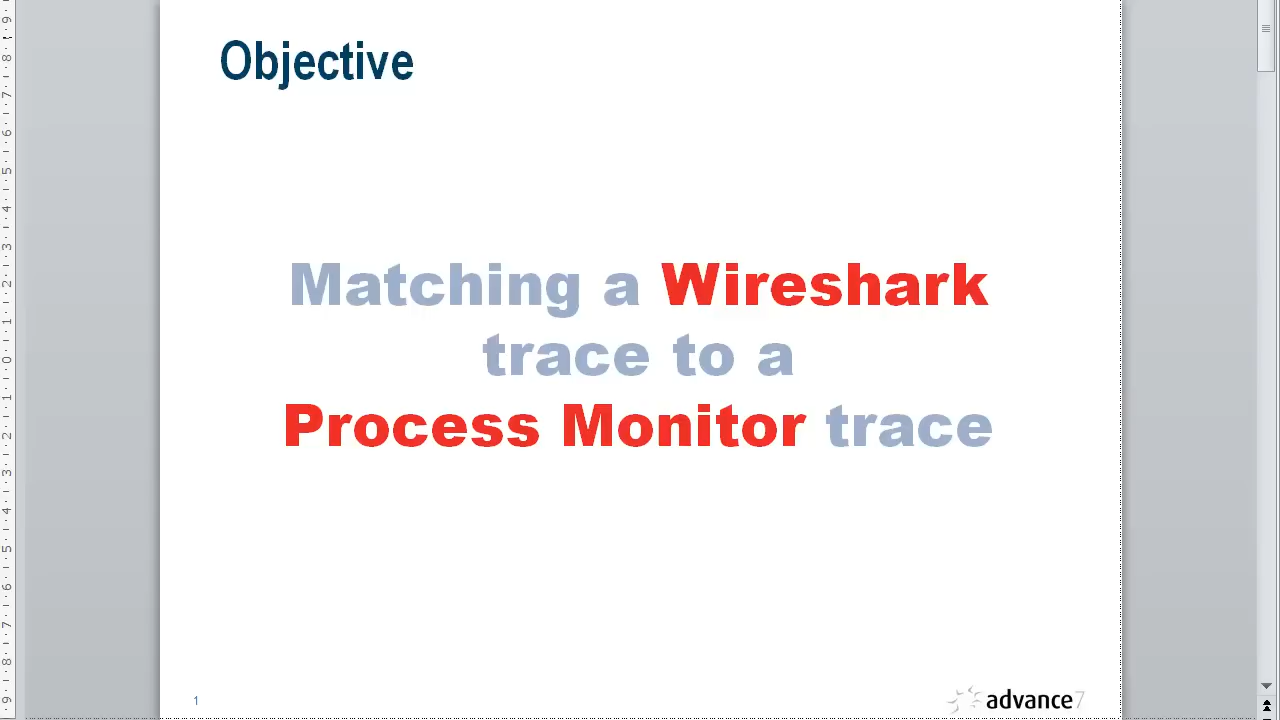 Objective
Matching a Wireshark
trace to a
Process Monitor trace
1
advance7